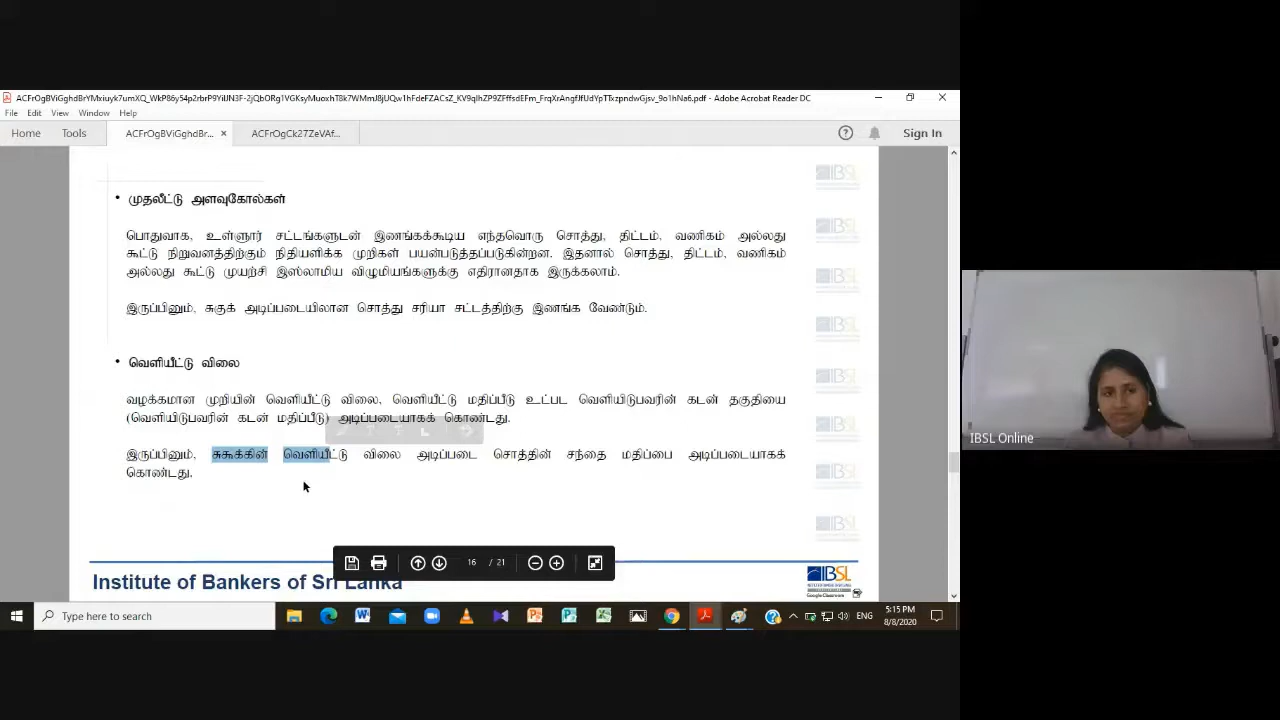 ACFrOgBViGghdBrYMxiuyk7umXQ_WkP86y54p2rbrP9YiIJN3F-2jQbORg1VGKsyMuoxhT8k7WMmJ8jUQw1hFdeFZACsZ_KV9qIhZP9ZFffsdEFm_FrqXrAngfJfUdYpTTxzpndwGjsv_9o1hNa6.pdf - Adobe Acrobat Reader DC
File Edit View Window Help
Home Tools ACFrOgBViGghdBr... × ACFrOgCk27ZeVAf... Sign In
• முதலீட்டு அளவுகோல்கள்
பொதுவாக, உள்ளூர் சட்டங்களுடன் இணங்கக்கூடிய எந்தவொரு சொத்து, திட்டம், வணிகம் அல்லது
கூட்டு நிறுவனத்திற்கும் நிதியளிக்க முறிகள் பயன்படுத்தப்படுகின்றன. இதனால் சொத்து, திட்டம், வணிகம்
அல்லது கூட்டு முயற்சி இஸ்லாமிய விழுமியங்களுக்கு எதிரானதாக இருக்கலாம்.
இருப்பினும், சுகுக் அடிப்படையிலான சொத்து சரியா சட்டத்திற்கு இணங்க வேண்டும்.
• வெளியீட்டு விலை
வழக்கமான முறியின் வெளியீட்டு விலை, வெளியீட்டு மதிப்பீடு உட்பட வெளியிடுபவரின் கடன் தகுதியை
(வெளியிடுபவரின் கடன் மதிப்பீடு) அடிப்படையாகக் கொண்டது.
இருப்பினும், சுகூக்கின் வெளியீட்டு விலை அடிப்படை சொத்தின் சந்தை மதிப்பை அடிப்படையாகக்
கொண்டது.
16 / 21
Institute of Bankers of Sri Lanka
IBSL
Google Classroom
Type here to search
ENG
5:15 PM
8/8/2020
IBSL Online